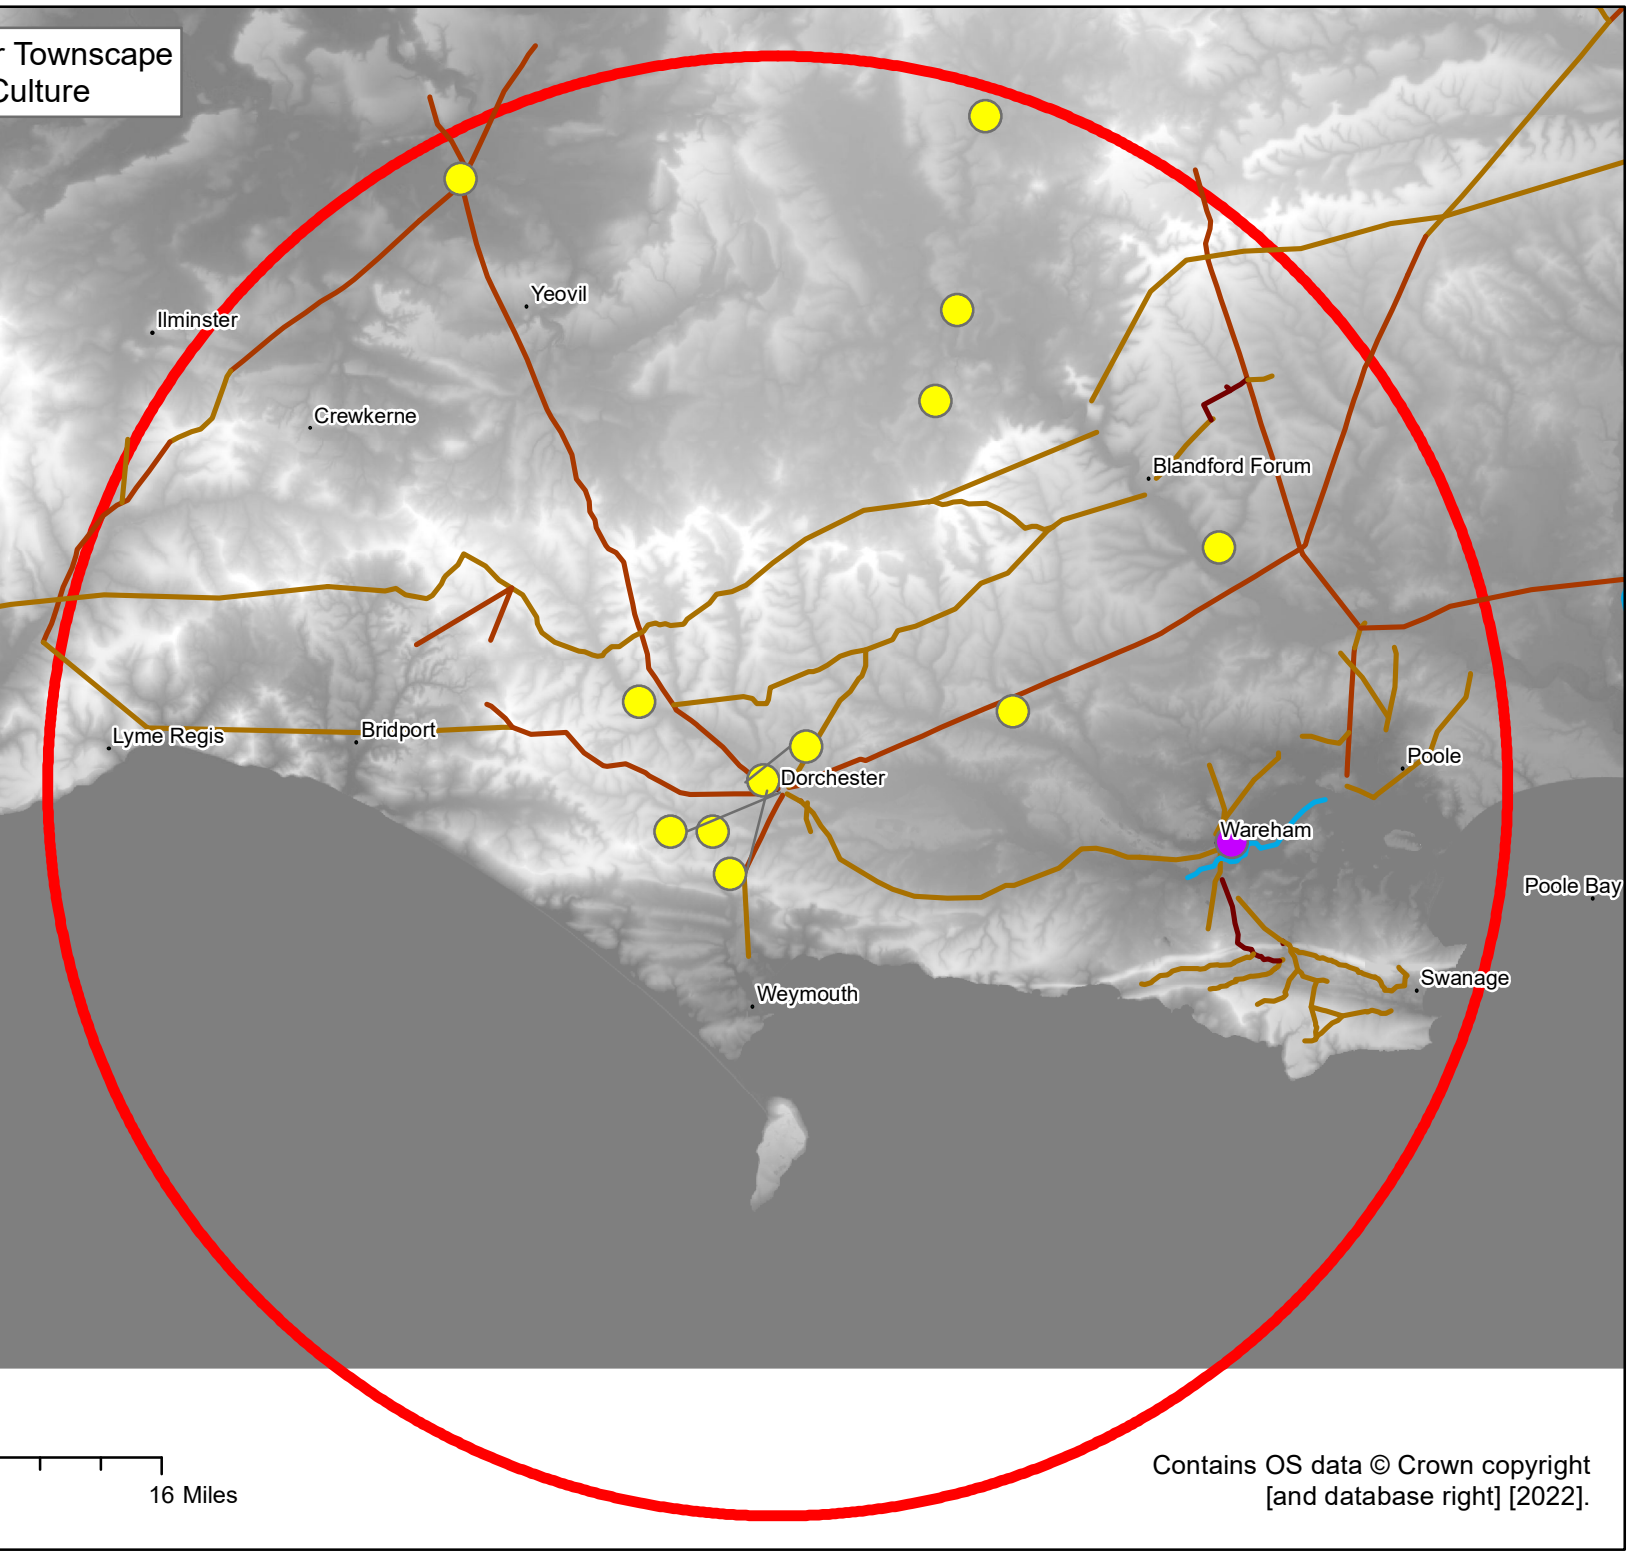 r Townscape
Culture
Yeovil
Ilminster
Crewkerne
Blandford Forum
Lyme Regis
Bridport
Poole
Dorchester
Wareham
Poole Bay
Swanage
Weymouth
16 Miles
Contains OS data © Crown copyright
[and database right] [2022].